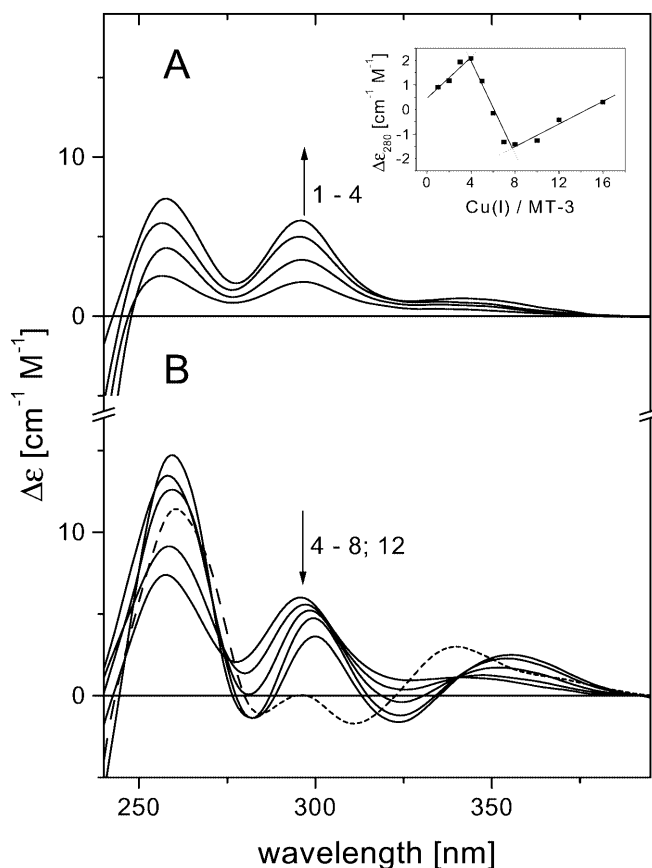 A
10
0
1 - 4
Δε₂₈₀ [cm⁻¹ M⁻¹]
2
1
0
-1
-2
0 4 8 12 16
Cu(I) / MT-3
B
Δε [cm⁻¹ M⁻¹]
10
0
4 - 8; 12
250 300 350
wavelength [nm]